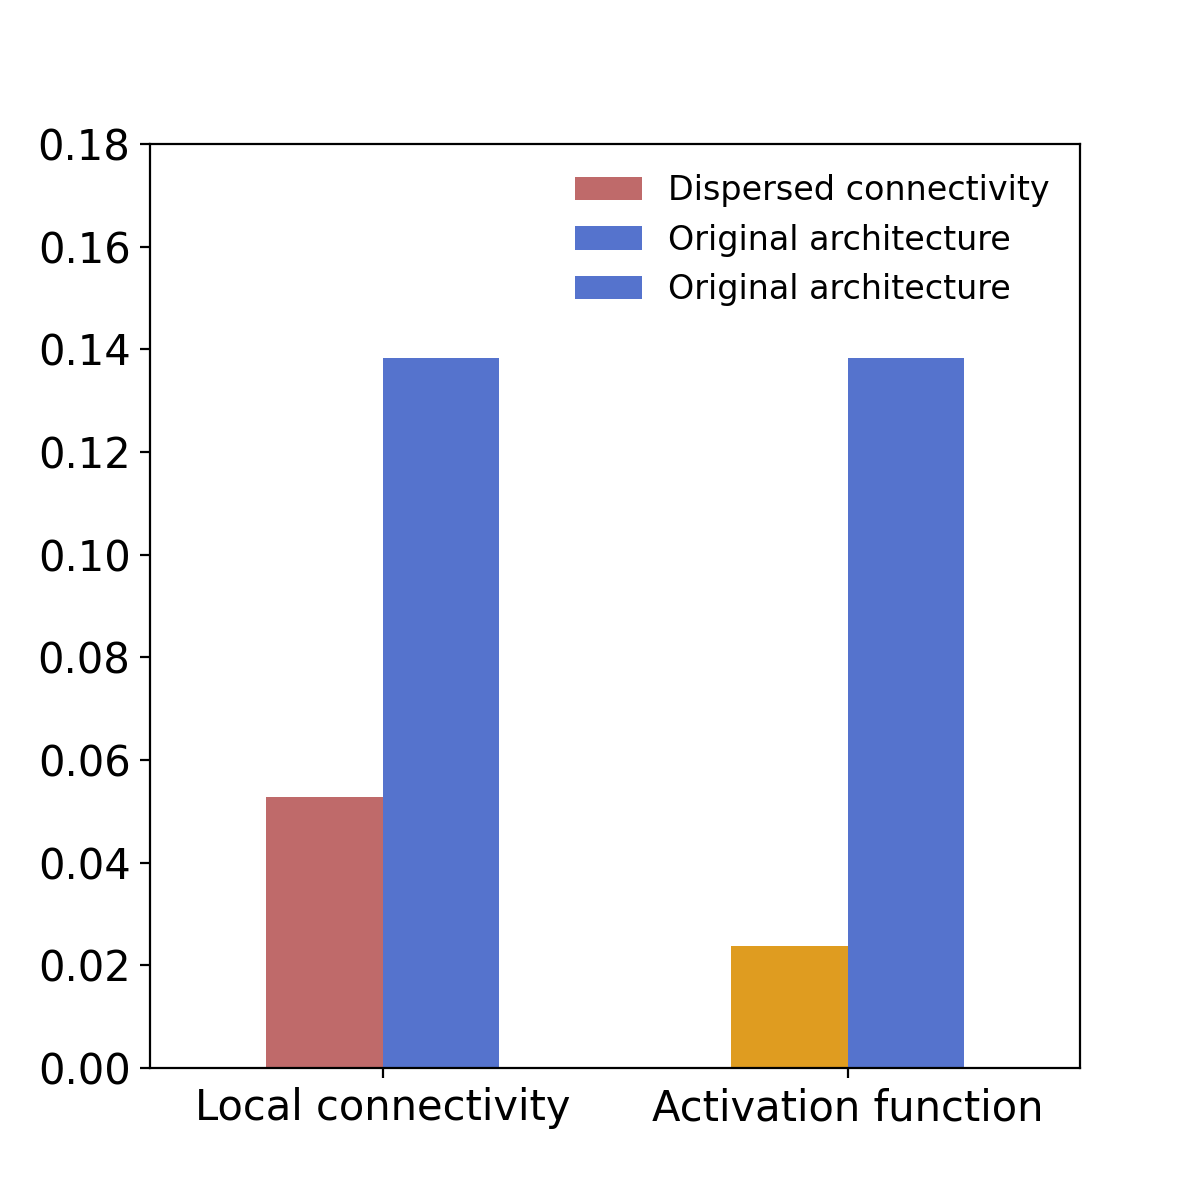 0.18
0.16
0.14
0.12
0.10
0.08
0.06
0.04
0.02
0.00
Dispersed connectivity
Original architecture
Original architecture
Local connectivity
Activation function